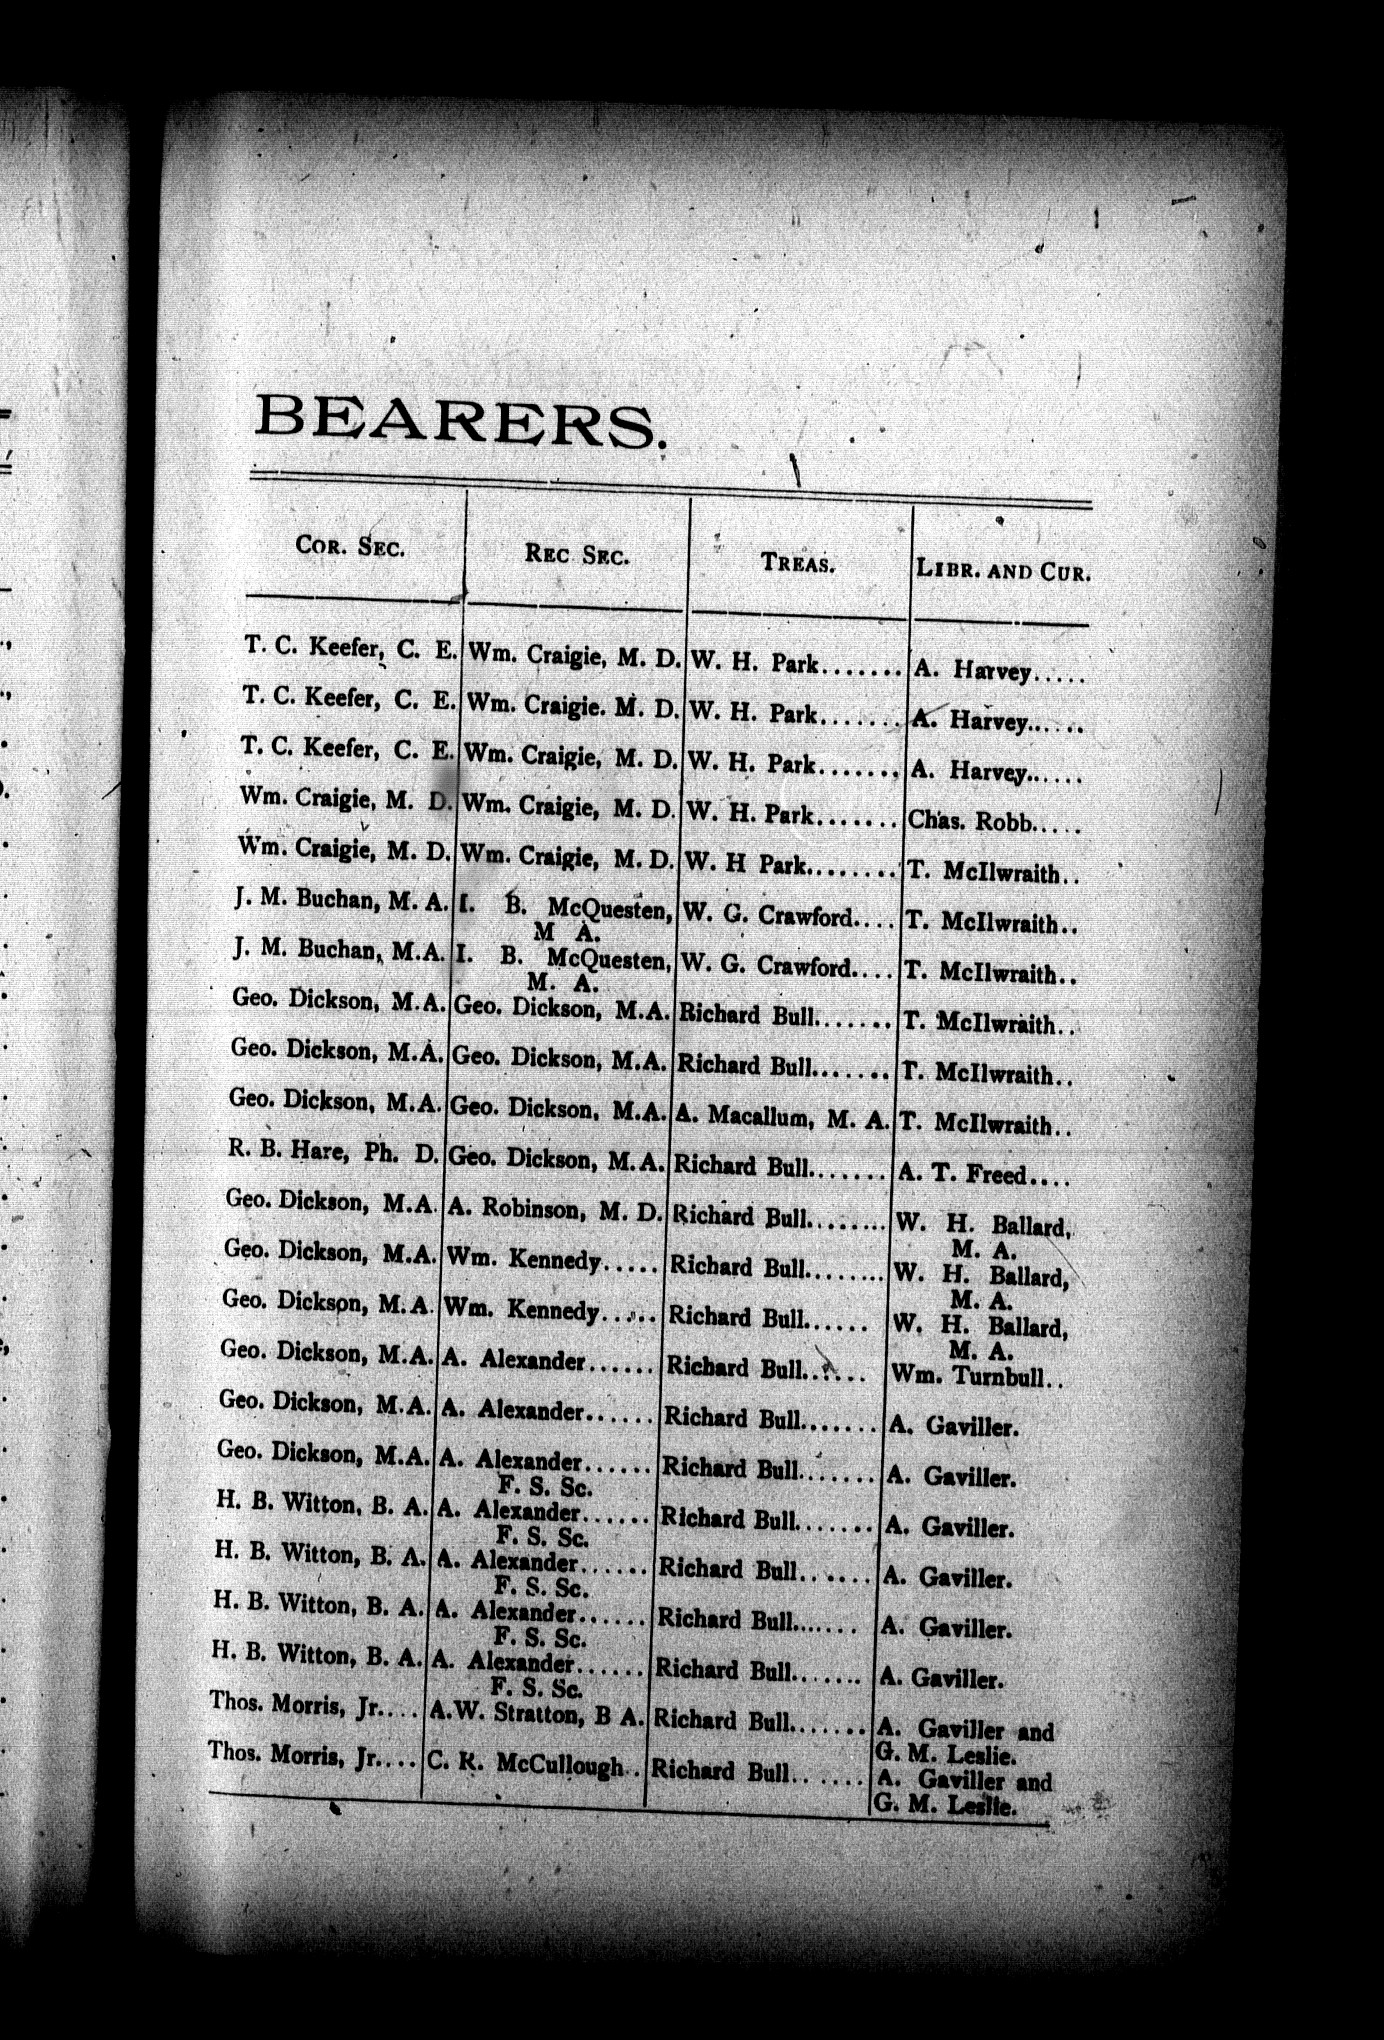 BEARERS.
COR. SEC. REC SEC. TREAS. LIBR. AND CUR.
T. C. Keefer, C. E. Wm. Craigie, M. D. W. H. Park....... A. Harvey.....
T. C. Keefer, C. E. Wm. Craigie. M. D. W. H. Park....... A. Harvey......
T. C. Keefer, C. E. Wm. Craigie, M. D. W. H. Park....... A. Harvey......
Wm. Craigie, M. D. Wm. Craigie, M. D. W. H. Park....... Chas. Robb.....
Wm. Craigie, M. D. Wm. Craigie, M. D. W. H Park........ T. McIlwraith..
J. M. Buchan, M. A. I. B. McQuesten, W. G. Crawford.... T. McIlwraith..
M A.
J. M. Buchan, M.A. I. B. McQuesten, W. G. Crawford.... T. McIlwraith..
M. A.
Geo. Dickson, M.A. Geo. Dickson, M.A. Richard Bull....... T. McIlwraith..
Geo. Dickson, M.A. Geo. Dickson, M.A. Richard Bull....... T. McIlwraith..
Geo. Dickson, M.A. Geo. Dickson, M.A. A. Macallum, M. A. T. McIlwraith..
R. B. Hare, Ph. D. Geo. Dickson, M.A. Richard Bull....... A. T. Freed....
Geo. Dickson, M.A. A. Robinson, M. D. Richard Bull........ W. H. Ballard,
M. A.
Geo. Dickson, M.A. Wm. Kennedy..... Richard Bull........ W. H. Ballard,
M. A.
Geo. Dickson, M.A. Wm. Kennedy..... Richard Bull...... W. H. Ballard,
M. A.
Geo. Dickson, M.A. A. Alexander...... Richard Bull...... Wm. Turnbull..
Geo. Dickson, M.A. A. Alexander...... Richard Bull....... A. Gaviller.
Geo. Dickson, M.A. A. Alexander...... Richard Bull....... A. Gaviller.
F. S. Sc.
H. B. Witton, B. A. A. Alexander...... Richard Bull....... A. Gaviller.
F. S. Sc.
H. B. Witton, B. A. A. Alexander...... Richard Bull....... A. Gaviller.
F. S. Sc.
H. B. Witton, B. A. A. Alexander...... Richard Bull....... A. Gaviller.
F. S. Sc.
H. B. Witton, B. A. A. Alexander...... Richard Bull....... A. Gaviller.
F. S. Sc.
Thos. Morris, Jr.... A.W. Stratton, B A. Richard Bull....... A. Gaviller and
G. M. Leslie.
Thos. Morris, Jr.... C. R. McCullough.. Richard Bull....... A. Gaviller and
G. M. Leslie.